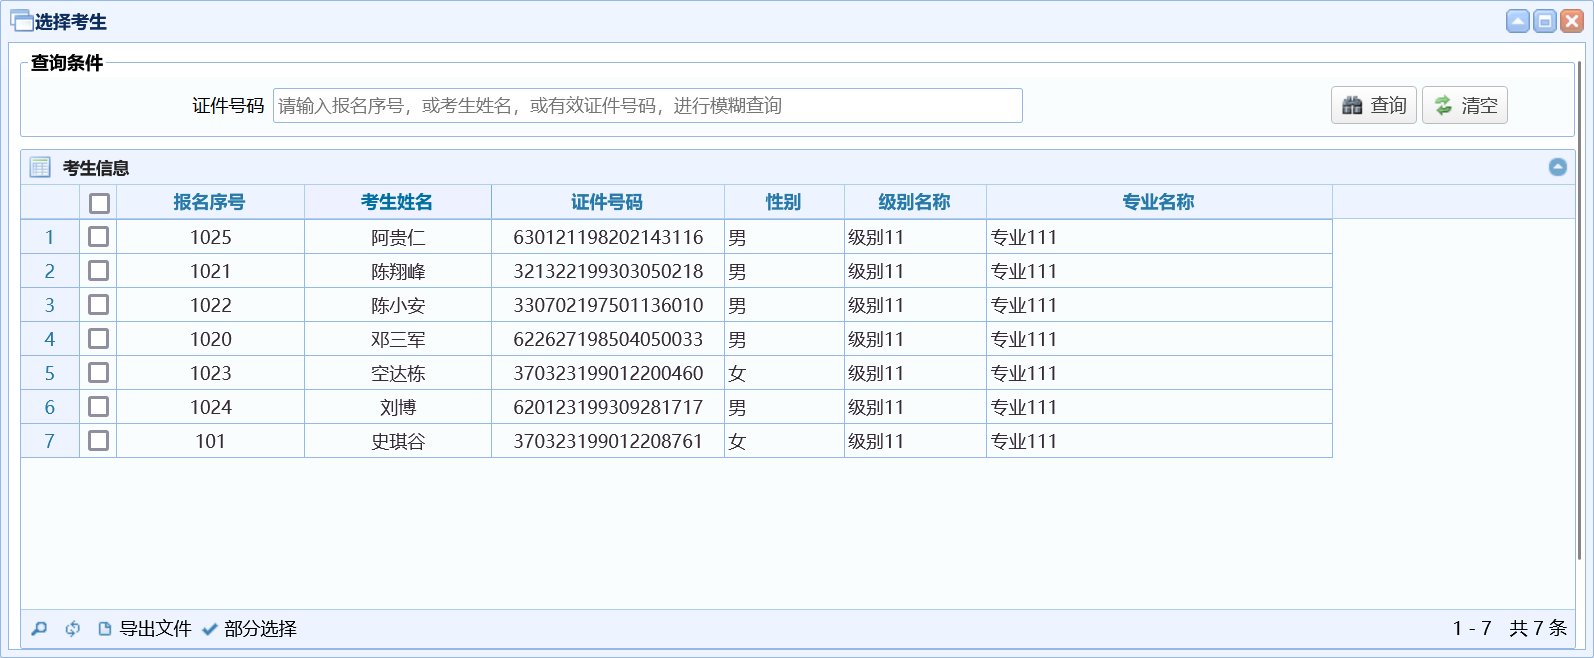 选择考生
查询条件
证件号码 请输入报名序号，或考生姓名，或有效证件号码，进行模糊查询 查询 清空
考生信息
报名序号 考生姓名 证件号码 性别 级别名称 专业名称
1 1025 阿贵仁 630121198202143116 男 级别11 专业111
2 1021 陈翔峰 321322199303050218 男 级别11 专业111
3 1022 陈小安 330702197501136010 男 级别11 专业111
4 1020 邓三军 622627198504050033 男 级别11 专业111
5 1023 空达栋 370323199012200460 女 级别11 专业111
6 1024 刘博 620123199309281717 男 级别11 专业111
7 101 史琪谷 370323199012208761 女 级别11 专业111
导出文件 部分选择 1 - 7 共 7 条